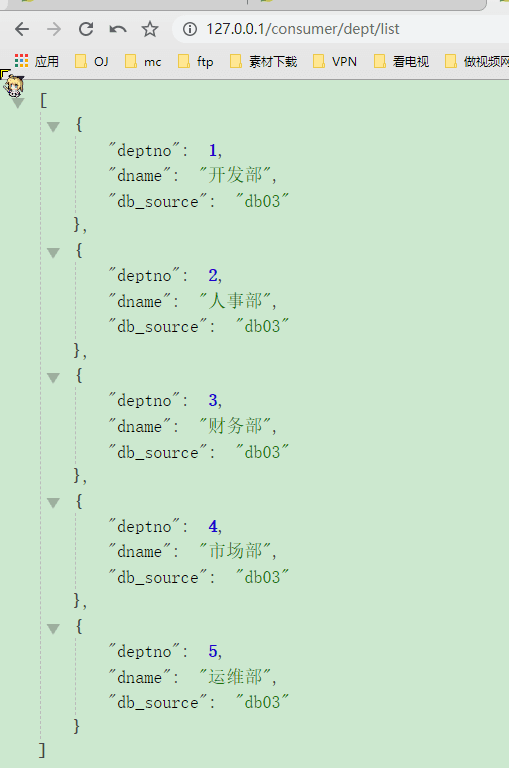 127.0.0.1/consumer/dept/list
应用 OJ mc ftp 素材下载 VPN 看电视 做视频网
[
{
"deptno": 1,
"dname": "开发部",
"db_source": "db03"
},
{
"deptno": 2,
"dname": "人事部",
"db_source": "db03"
},
{
"deptno": 3,
"dname": "财务部",
"db_source": "db03"
},
{
"deptno": 4,
"dname": "市场部",
"db_source": "db03"
},
{
"deptno": 5,
"dname": "运维部",
"db_source": "db03"
}
]